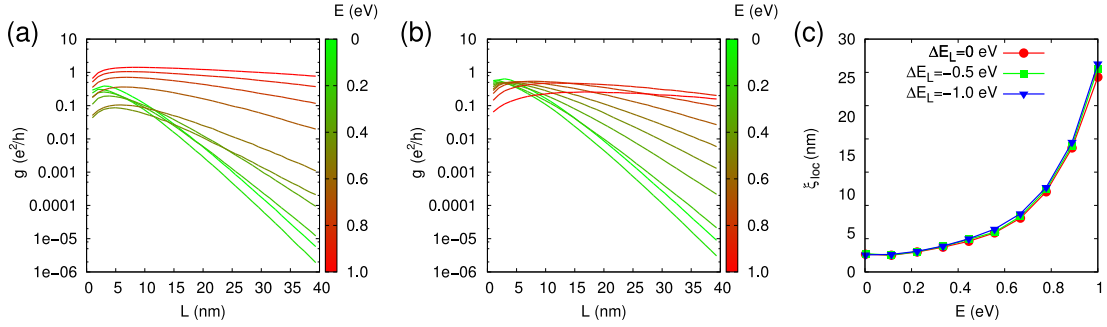 (a)
E (eV)
10
1
0.1
0.01
0.001
0.0001
1e−05
1e−06
g (e²/h)
0 5 10 15 20 25 30 35 40
L (nm)
0
0.2
0.4
0.6
0.8
1.0
(b)
E (eV)
10
1
0.1
0.01
0.001
0.0001
1e−05
1e−06
g (e²/h)
0 5 10 15 20 25 30 35 40
L (nm)
0
0.2
0.4
0.6
0.8
1.0
(c)
30
25
20
15
10
5
0
ξloc (nm)
ΔE_L=0 eV
ΔE_L=−0.5 eV
ΔE_L=−1.0 eV
0 0.2 0.4 0.6 0.8 1
E (eV)